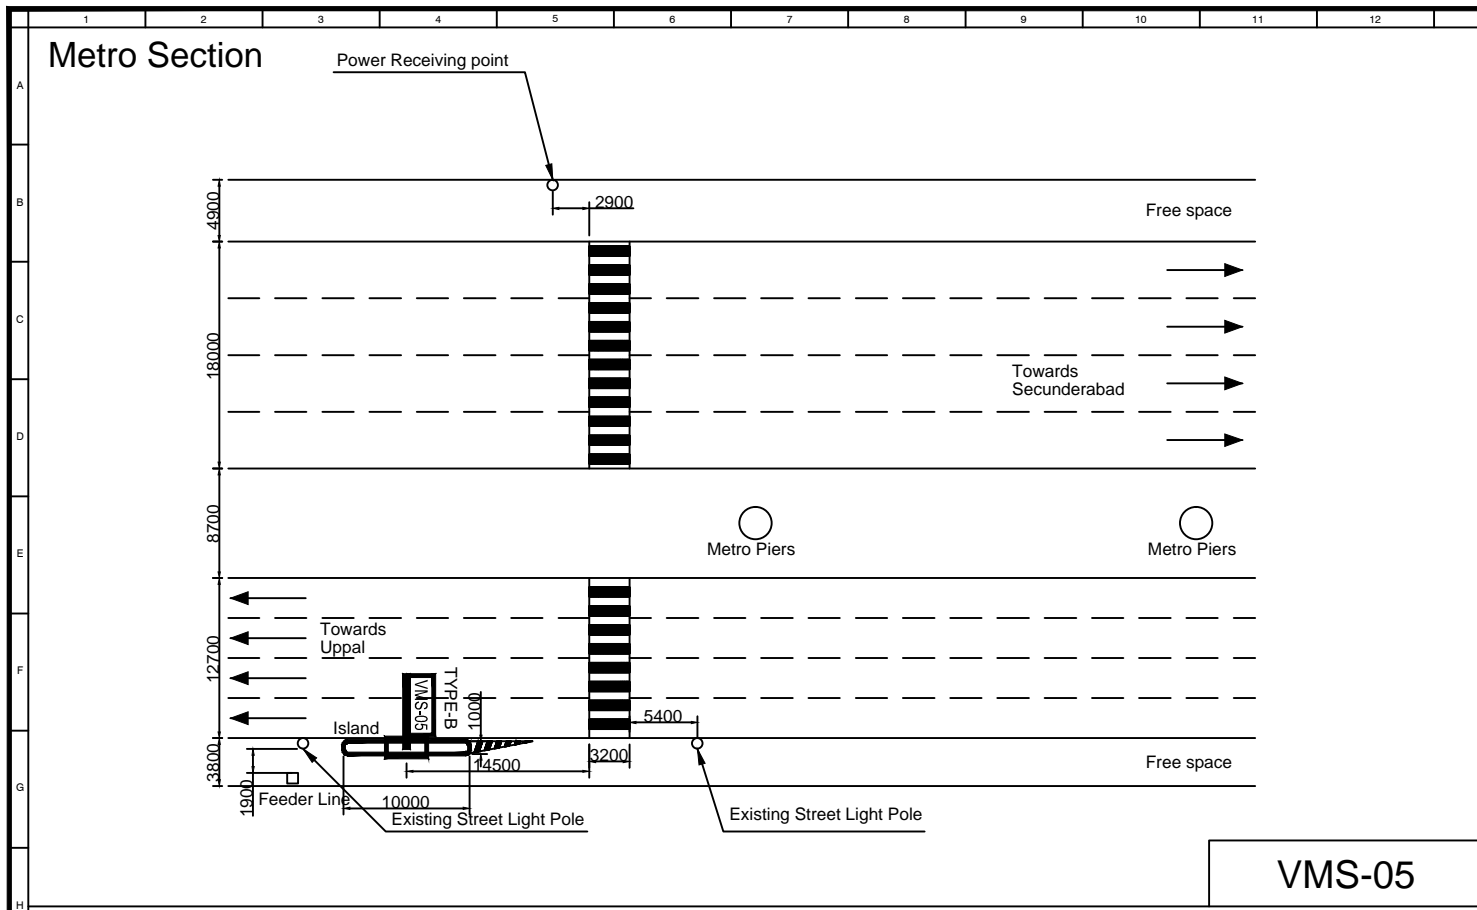 1 2 3 4 5 6 7 8 9 10 11 12
Metro Section
Power Receiving point
A
B
4900
2900
Free space
C
18000
Towards
Secunderabad
D
8700
E
Metro Piers
Metro Piers
F
12700
Towards
Uppal
VMS-05
TYPE-B
1000
Island
5400
3800
14500
3200
Free space
G
1900
Feeder Line
10000
Existing Street Light Pole
Existing Street Light Pole
VMS-05
H